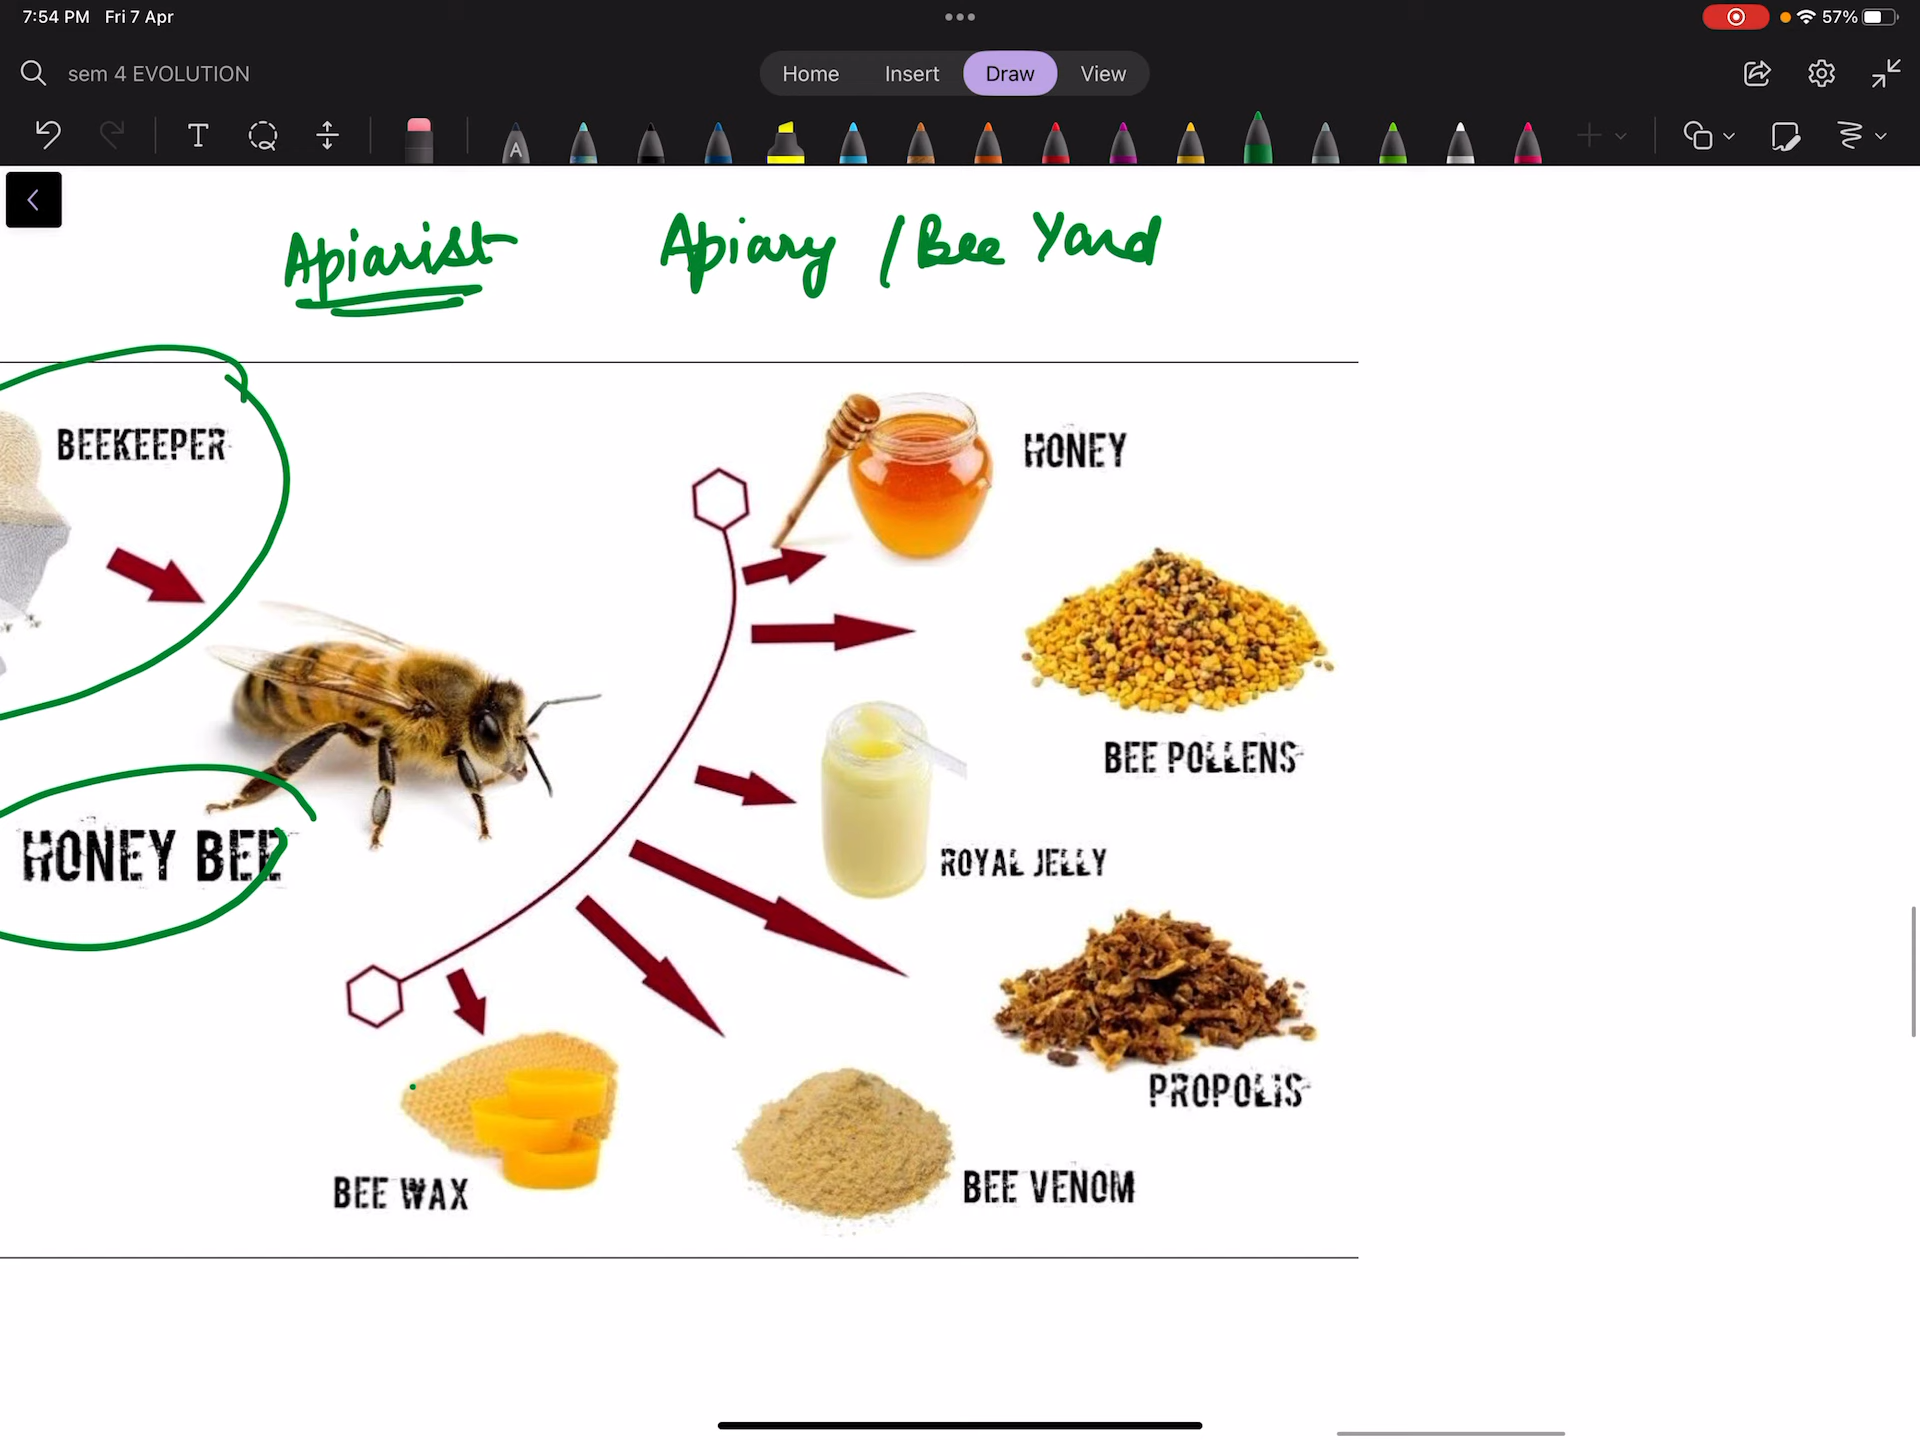 7:54 PM Fri 7 Apr
57%
sem 4 EVOLUTION
Home Insert Draw View
T
A
Apiarist Apiary / Bee Yard
BEEKEEPER
HONEY
BEE POLLENS
HONEY BEE
ROYAL JELLY
PROPOLIS
BEE WAX
BEE VENOM